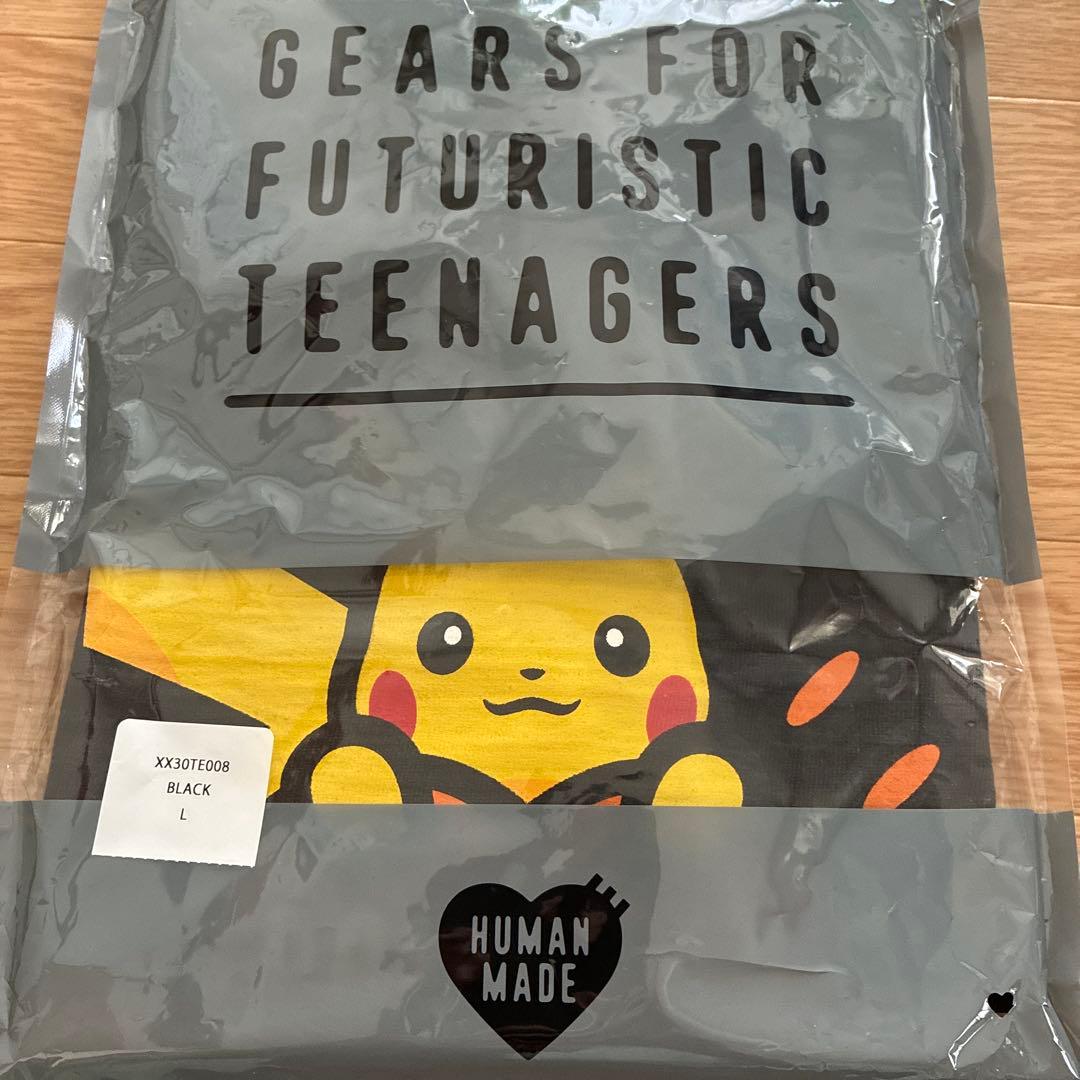 GEARS FOR
FUTURISTIC
TEENAGERS
XX30TE008
BLACK
L
HUMAN
MADE